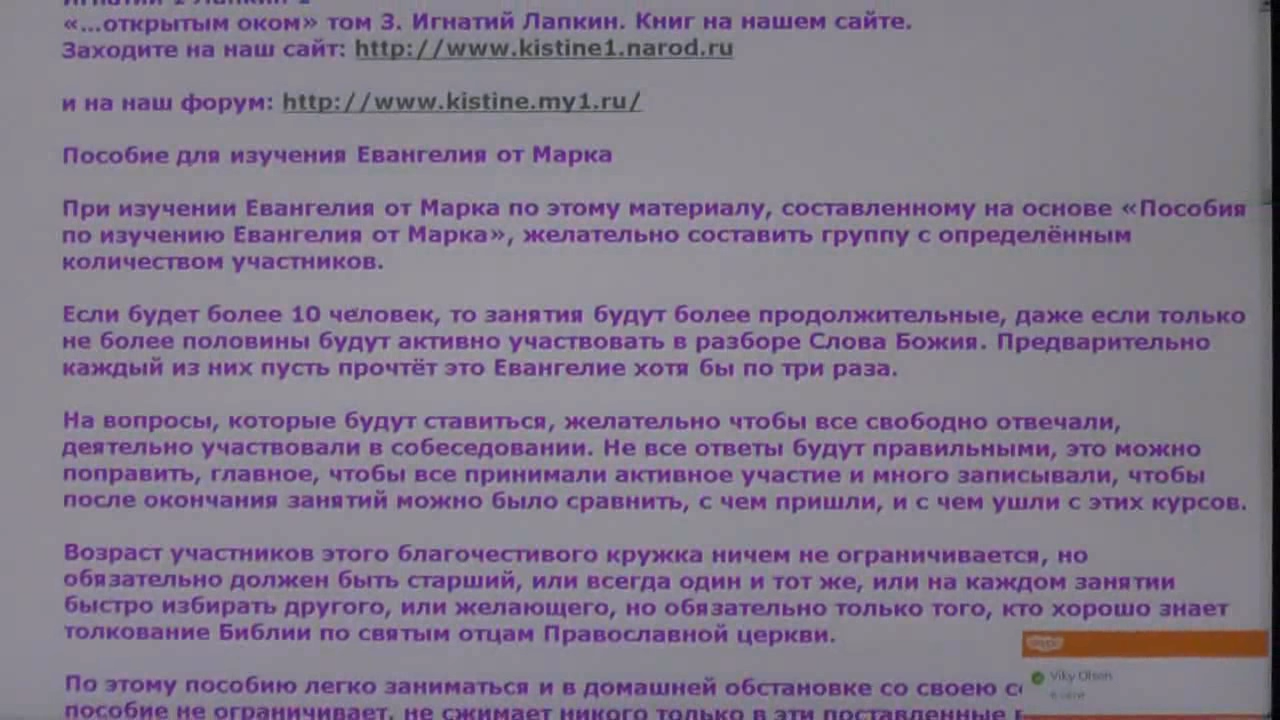 «...открытым оком» том 3. Игнатий Лапкин. Книг на нашем сайте.
Заходите на наш сайт: http://www.kistine1.narod.ru
и на наш форум: http://www.kistine.my1.ru/
Пособие для изучения Евангелия от Марка
При изучении Евангелия от Марка по этому материалу, составленному на основе «Пособия
по изучению Евангелия от Марка», желательно составить группу с определённым
количеством участников.
Если будет более 10 человек, то занятия будут более продолжительные, даже если только
не более половины будут активно участвовать в разборе Слова Божия. Предварительно
каждый из них пусть прочтёт это Евангелие хотя бы по три раза.
На вопросы, которые будут ставиться, желательно чтобы все свободно отвечали,
деятельно участвовали в собеседовании. Не все ответы будут правильными, это можно
поправить, главное, чтобы все принимали активное участие и много записывали, чтобы
после окончания занятий можно было сравнить, с чем пришли, и с чем ушли с этих курсов.
Возраст участников этого благочестивого кружка ничем не ограничивается, но
обязательно должен быть старший, или всегда один и тот же, или на каждом занятии
быстро избирать другого, или желающего, но обязательно только того, кто хорошо знает
толкование Библии по святым отцам Православной церкви.
По этому пособию легко заниматься и в домашней обстановке со своею
пособие не ограничивает, не сжимает никого только в эти поставленные
skype
Viky Olson
в сети